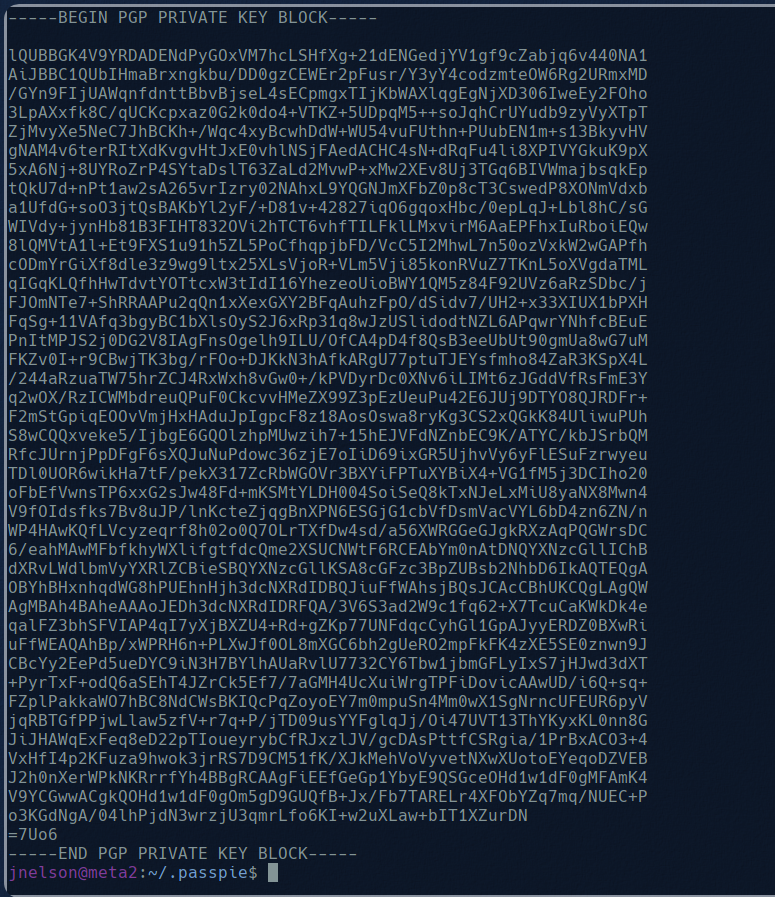 -----BEGIN PGP PRIVATE KEY BLOCK-----
lQUBBGK4V9YRDADENdPyGOxVM7hcLSHfXg+21dENGedjYV1gf9cZabjq6v440NA1
AiJBBC1QUbIHmaBrxngkbu/DD0gzCEWEr2pFusr/Y3yY4codzmteOW6Rg2URmxMD
/GYn9FIjUAWqnfdnttBbvBjseL4sECpmgxTIjKbWAXlqgEgNjXD306IweEy2FOho
3LpAXxfk8C/qUCKcpxaz0G2k0do4+VTKZ+5UDpqM5++soJqhCrUYudb9zyVyXTpT
ZjMvyXe5NeC7JhBCKh+/Wqc4xyBcwhDdW+WU54vuFUthn+PUubEN1m+s13BkyvHV
gNAM4v6terRItXdKvgvHtJxE0vhlNSjFAedACHC4sN+dRqFu4li8XPIVYGkuK9pX
5xA6Nj+8UYRoZrP4SYtaDslT63ZaLd2MvwP+xMw2XEv8Uj3TGq6BIVWmajbsqkEp
tQkU7d+nPt1aw2sA265vrIzry02NAhxL9YQGNJmXFbZ0p8cT3CswedP8XONmVdxb
a1UfdG+soO3jtQsBAKbYl2yF/+D81v+42827iqO6gqoxHbc/0epLqJ+Lbl8hC/sG
WIVdy+jynHb81B3FIHT832OVi2hTCT6vhfTILFklLMxvirM6AaEPFhxIuRboiEQw
8lQMVtA1l+Et9FXS1u91h5ZL5PoCfhqpjbFD/VcC5I2MhwL7n50ozVxkW2wGAPfh
cODmYrGiXf8dle3z9wg9ltx25XLsVjoR+VLm5Vji85konRVuZ7TKnL5oXVgdaTML
qIGqKLQfhHwTdvtYOTtcxW3tIdI16YhezeoUioBWY1QM5z84F92UVz6aRzSDbc/j
FJOmNTe7+ShRRAAPu2qQn1xXexGXY2BFqAuhzFpO/dSidv7/UH2+x33XIUX1bPXH
FqSg+11VAfq3bgyBC1bXlsOyS2J6xRp31q8wJzUSlidodtNZL6APqwrYNhfcBEuE
PnItMPJS2j0DG2V8IAgFnsOgelh9ILU/OfCA4pD4f8QsB3eeUbUt90gmUa8wG7uM
FKZv0I+r9CBwjTK3bg/rFOo+DJKkN3hAfkARgU77ptuTJEYsfmho84ZaR3KSpX4L
/244aRzuaTW75hrZCJ4RxWxh8vGw0+/kPVDyrDc0XNv6iLIMt6zJGddVfRsFmE3Y
q2wOX/RzICWMbdreuQPuF0CkcvvHMeZX99Z3pEzUeuPu42E6JUj9DTYO8QJRDFr+
F2mStGpiqEOOvVmjHxHAduJpIgpcF8z18AosOswa8ryKg3CS2xQGkK84UliwuPUh
S8wCQQxveke5/IjbgE6GQOlzhpMUwzih7+15hEJVFdNZnbEC9K/ATYC/kbJSrbQM
RfcJUrnjPpDFgF6sXQJuNuPdowc36zjE7oIiD69ixGR5UjhvVy6yFlESuFzrwyeu
TDl0UOR6wikHa7tF/pekX317ZcRbWGOVr3BXYiFPTuXYBiX4+VG1fM5j3DCIho20
oFbEfVwnsTP6xxG2sJw48Fd+mKSMtYLDH004SoiSeQ8kTxNJeLxMiU8yaNX8Mwn4
V9fOIdsfks7Bv8uJP/lnKcteZjqgBnXPN6ESGjG1cbVfDsmVacVYL6bD4zn6ZN/n
WP4HAwKQfLVcyzeqrf8h02o0Q7OLrTXfDw4sd/a56XWRGGeGJgkRXzAqPQGWrsDC
6/eahMAwMFbfkhyWXlifgtfdcQme2XSUCNWtF6RCEAbYm0nAtDNQYXNzcGllIChB
dXRvLWdlbmVyYXRlZCBieSBQYXNzcGllKSA8cGFzc3BpZUBsb2NhbD6IkAQTEQgA
OBYhBHxnhqdWG8hPUEhnHjh3dcNXRdIDBQJiuFfWAhsjBQsJCAcCBhUKCQgLAgQW
AgMBAh4BAheAAAoJEDh3dcNXRdIDRFQA/3V6S3ad2W9c1fq62+X7TcuCaKWkDk4e
qalFZ3bhSFVIAP4qI7yXjBXZU4+Rd+gZKp77UNFdqcCyhGl1GpAJyyERDZ0BXwRi
uFfWEAQAhBp/xWPRH6n+PLXwJf0OL8mXGC6bh2gUeRO2mpFkFK4zXE5SE0znwn9J
CBcYy2EePd5ueDYC9iN3H7BYlhAUaRvlU7732CY6Tbw1jbmGFLyIxS7jHJwd3dXT
+PyrTxF+odQ6aSEhT4JZrCk5Ef7/7aGMH4UcXuiWrgTPFiDovicAAwUD/i6Q+sq+
FZplPakkaWO7hBC8NdCWsBKIQcPqZoyoEY7m0mpuSn4Mm0wX1SgNrncUFEUR6pyV
jqRBTGfPPjwLlaw5zfV+r7q+P/jTD09usYYFglqJj/Oi47UVT13ThYKyxKL0nn8G
JiJHAWqExFeq8eD22pTIoueyrybCfRJxzlJV/gcDAsPttfCSRgia/1PrBxACO3+4
VxHfI4p2KFuza9hwok3jrRS7D9CM51fK/XJkMehVoVyvetNXwXUotoEYeqoDZVEB
J2h0nXerWPkNKRrrfYh4BBgRCAAgFiEEfGeGp1YbyE9QSGceOHd1w1dF0gMFAmK4
V9YCGwwACgkQOHd1w1dF0gOm5gD9GUQfB+Jx/Fb7TARELr4XFObYZq7mq/NUEC+P
o3KGdNgA/04lhPjdN3wrzjU3qmrLfo6KI+w2uXLaw+bIT1XZurDN
=7Uo6
-----END PGP PRIVATE KEY BLOCK-----
jnelson@meta2:~/.passpie$